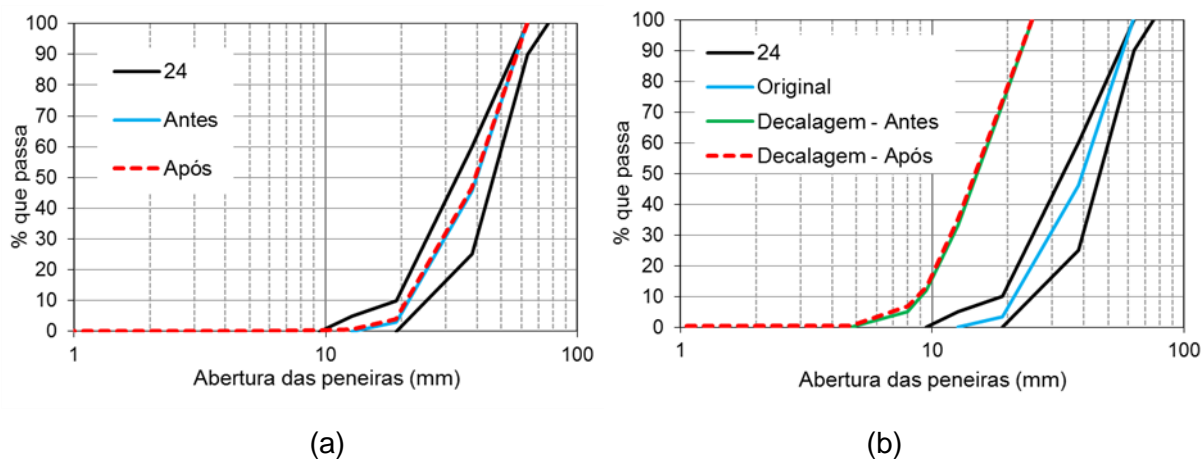 100
90
80
70
60
50
40
30
20
10
0
% que passa
24
Antes
Após
1
10
100
Abertura das peneiras (mm)
(a)
100
90
80
70
60
50
40
30
20
10
0
% que passa
24
Original
Decalagem - Antes
Decalagem - Após
1
10
100
Abertura das peneiras (mm)
(b)